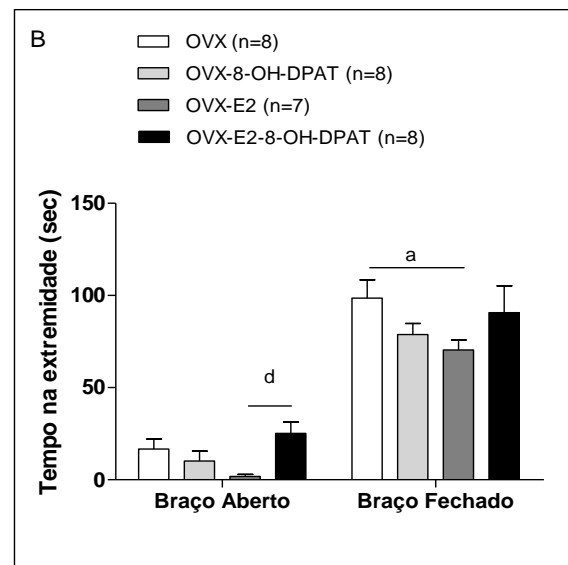 B
OVX (n=8)
OVX-8-OH-DPAT (n=8)
OVX-E2 (n=7)
OVX-E2-8-OH-DPAT (n=8)
Tempo na extremidade (sec)
150
100
50
0
a
d
Braço Aberto
Braço Fechado